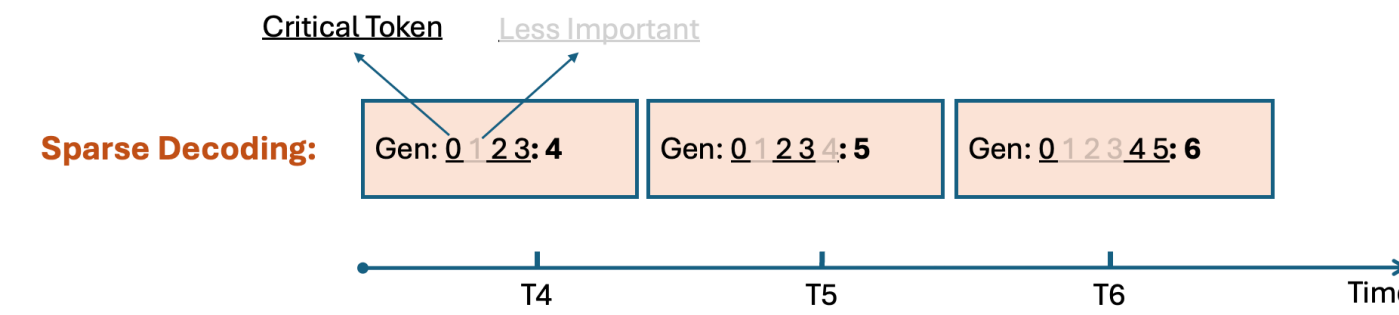 Critical Token Less Important
Sparse Decoding: Gen: 0 1 2 3: 4 Gen: 0 1 2 3 4: 5 Gen: 0 1 2 3 4 5: 6
T4 T5 T6 Tim